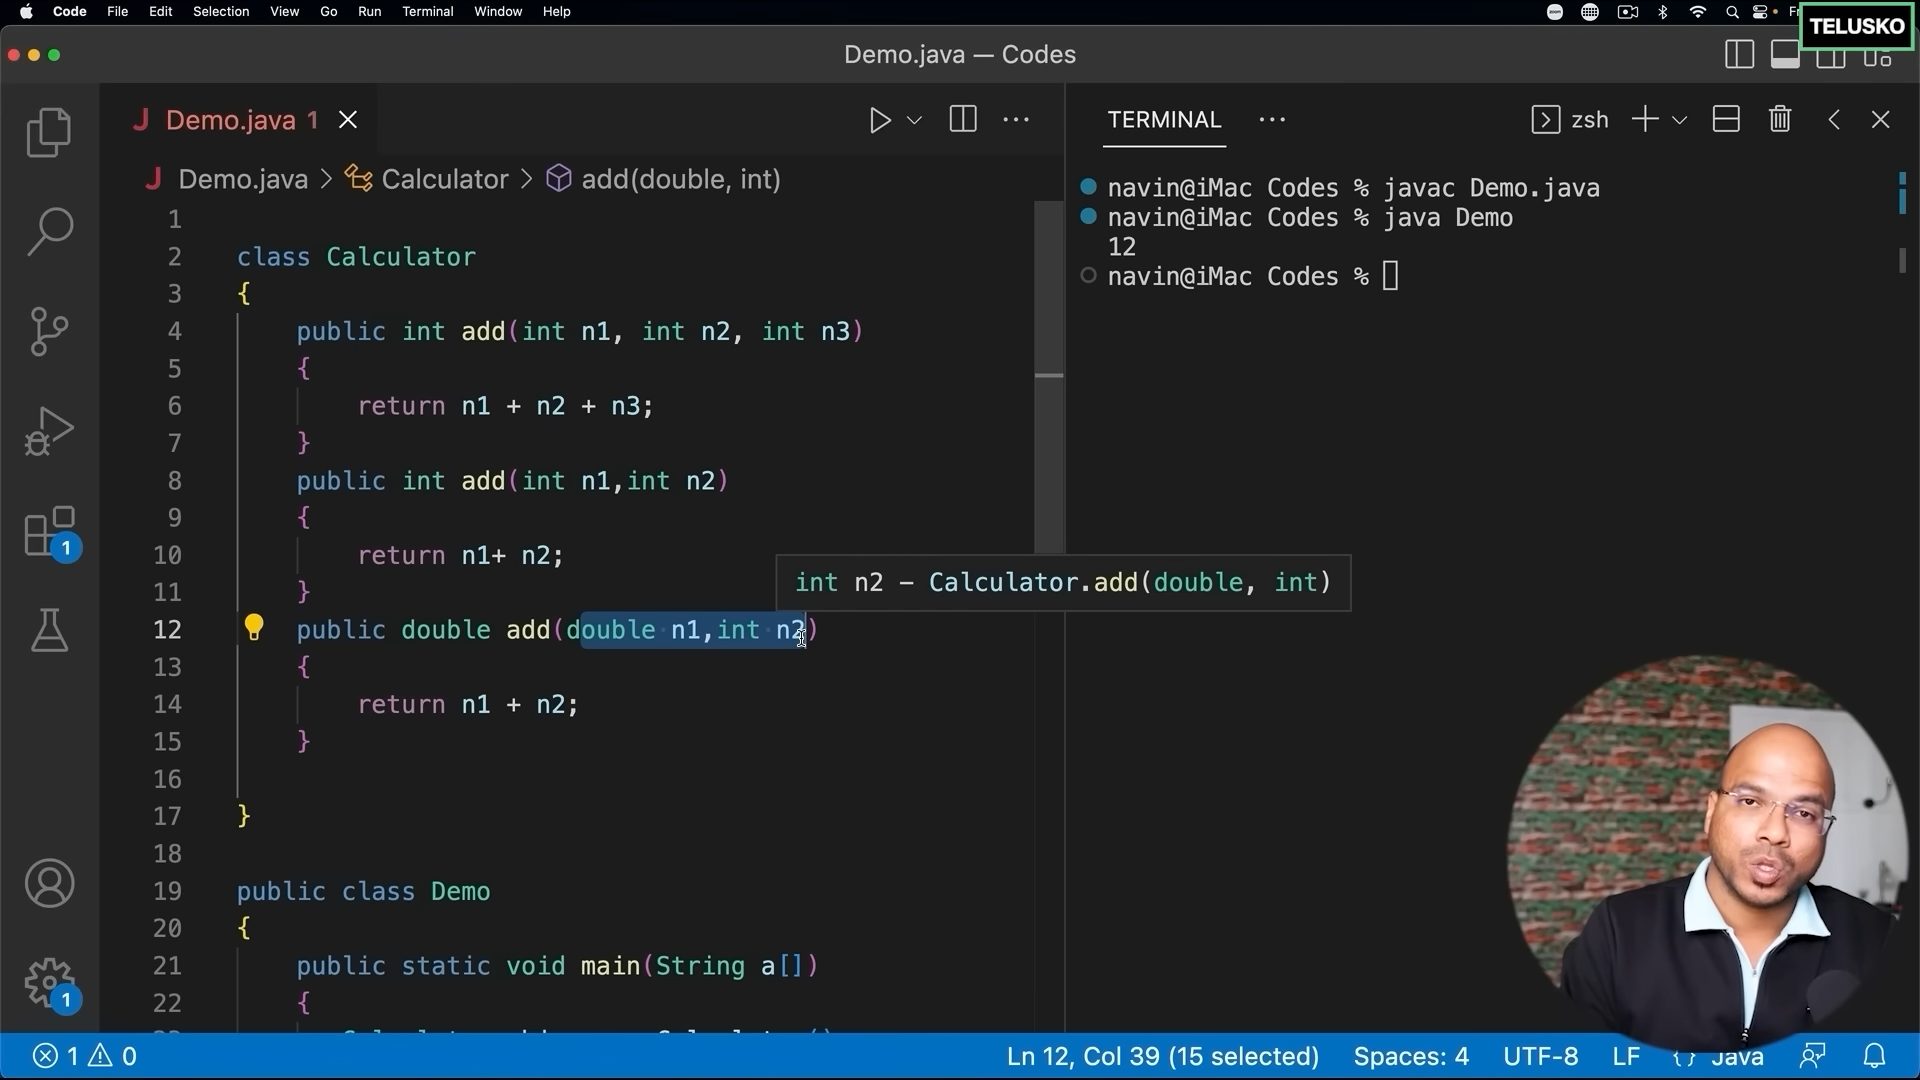 Code File Edit Selection View Go Run Terminal Window Help
TELUSKO
Demo.java — Codes
Demo.java 1
TERMINAL
zsh
Demo.java > Calculator > add(double, int)
1
2 class Calculator
3 {
4 public int add(int n1, int n2, int n3)
5 {
6 return n1 + n2 + n3;
7 }
8 public int add(int n1,int n2)
9 {
10 return n1+ n2;
11 }
int n2 – Calculator.add(double, int)
12 public double add(double n1,int n2)
13 {
14 return n1 + n2;
15 }
16
17 }
18
19 public class Demo
20 {
21 public static void main(String a[])
22 {
navin@iMac Codes % javac Demo.java
navin@iMac Codes % java Demo
12
navin@iMac Codes %
1
1
1 0
Ln 12, Col 39 (15 selected) Spaces: 4 UTF-8 LF {} Java